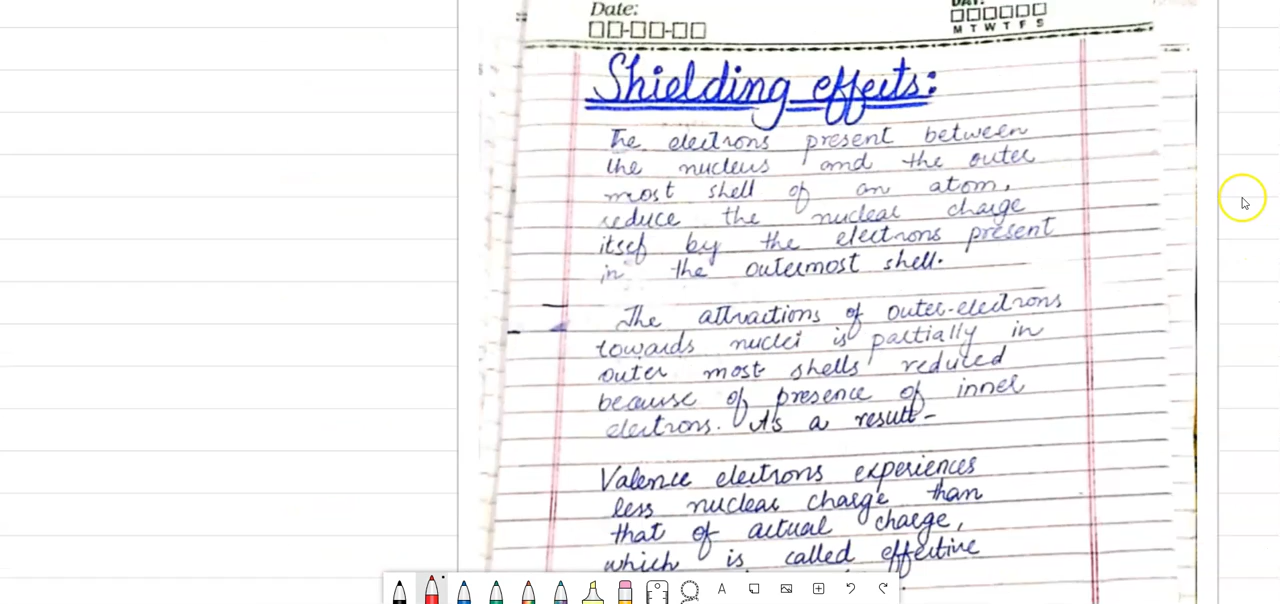 Date:
DAY:
M T W T F S
Shielding effects:
The electrons present between
the nucleus and the outer
most shell of an atom,
reduce the nuclear charge
itself by the electrons present
in the outermost shell.
The attractions of outer-electrons
towards nuclei is partially in
outer most shells reduced
because of presence of inner
electrons. As a result-
Valence electrons experiences
less nuclear charge than
that of actual charge,
which is called effective
A